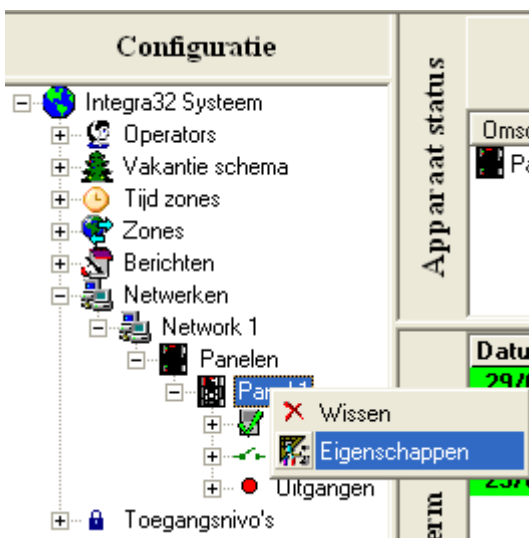 Configuratie
Integra32 Systeem
Operators
Vakantie schema
Tijd zones
Zones
Berichten
Netwerken
Network 1
Panelen
Wissen
Eigenschappen
Uitgangen
Toegangsnivo's
Apparaat status